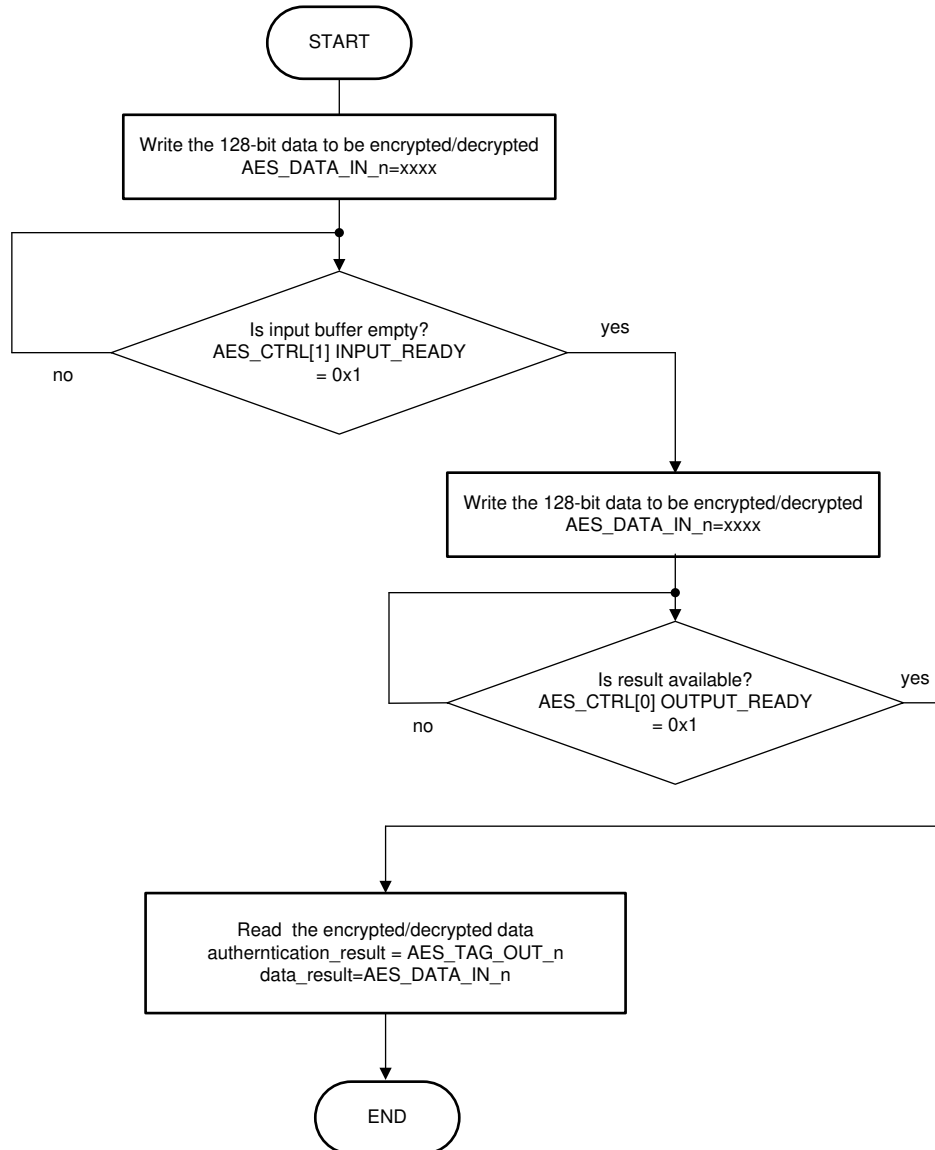 START
Write the 128-bit data to be encrypted/decrypted
AES_DATA_IN_n=xxxx
Is input buffer empty?
AES_CTRL[1] INPUT_READY
= 0x1
yes
no
Write the 128-bit data to be encrypted/decrypted
AES_DATA_IN_n=xxxx
Is result available?
AES_CTRL[0] OUTPUT_READY
= 0x1
yes
no
Read  the encrypted/decrypted data
autherntication_result = AES_TAG_OUT_n
data_result=AES_DATA_IN_n
END